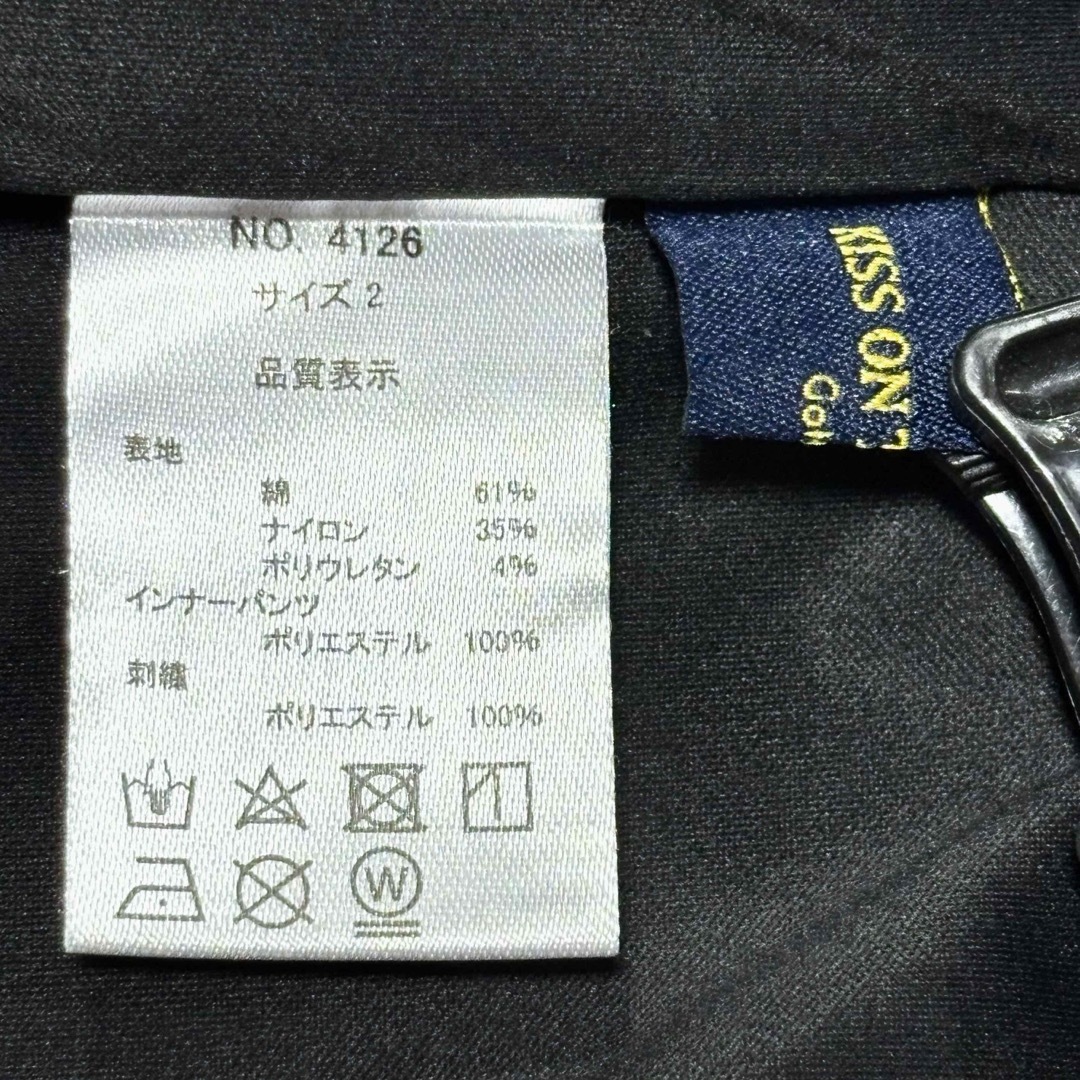 NO. 4126
サイズ 2
品質表示
表地
綿 61%
ナイロン 35%
ポリウレタン 4%
インナーパンツ
ポリエステル 100%
刺繍
ポリエステル 100%
W
KISS ON